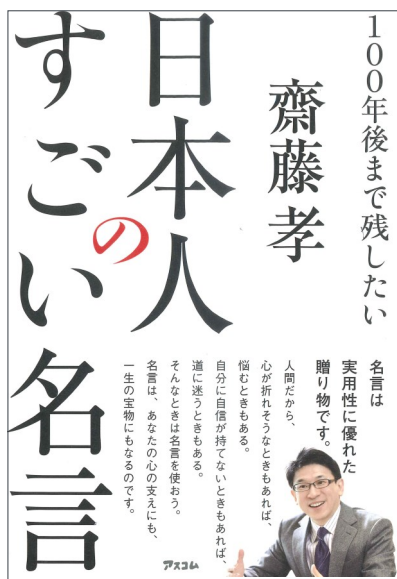 100年後まで残したい
齋藤孝
日本人の
すごい名言
名言は
実用性に優れた
贈り物です。
人間だから、
心が折れそうなときもあれば、
悩むときもある。
自分に自信が持てないときもあれば、
道に迷うときもある。
そんなときは名言を使おう。
名言は、あなたの心の支えにも、
一生の宝物にもなるのです。
アスコム